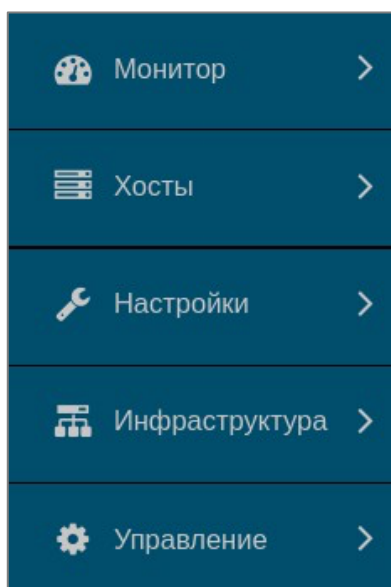 Монитор
Хосты
Настройки
Инфраструктура
Управление